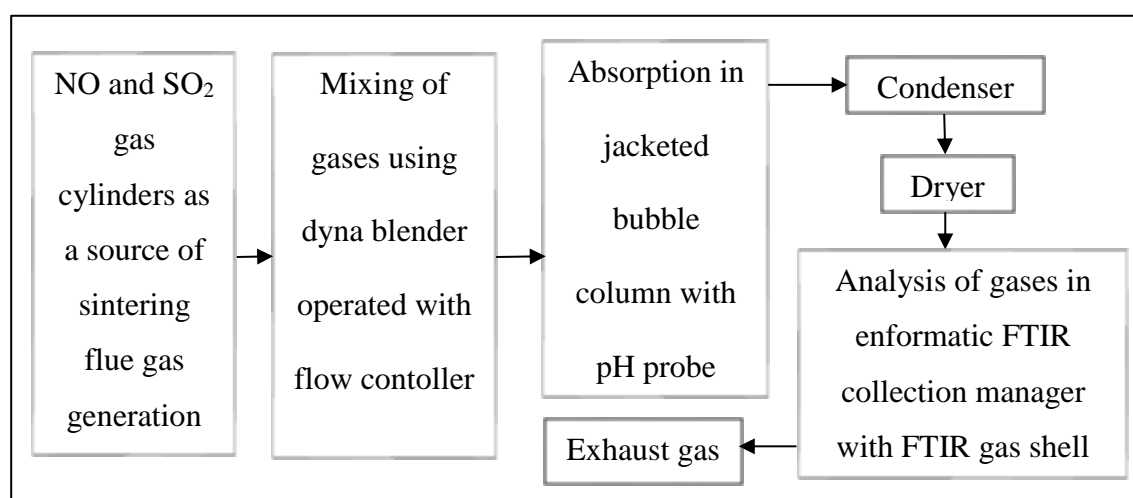 NO and SO₂
gas
cylinders as
a source of
sintering
flue gas
generation
Mixing of
gases using
dyna blender
operated with
flow contoller
Absorption in
jacketed
bubble
column with
pH probe
Condenser
Dryer
Analysis of gases in
enformatic FTIR
collection manager
with FTIR gas shell
Exhaust gas